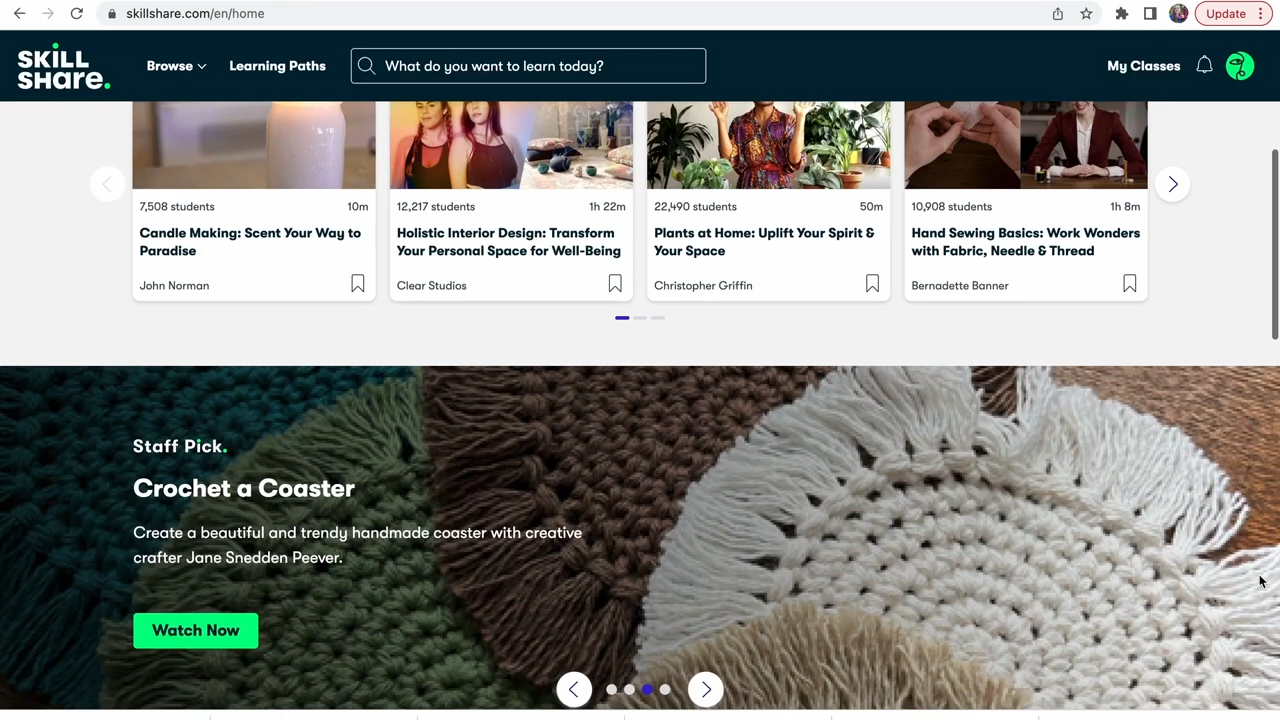 skillshare.com/en/home
Update
SKiLL
SHare.
Browse
Learning Paths
What do you want to learn today?
My Classes
7,508 students
10m
Candle Making: Scent Your Way to
Paradise
John Norman
12,217 students
1h 22m
Holistic Interior Design: Transform
Your Personal Space for Well-Being
Clear Studios
22,490 students
50m
Plants at Home: Uplift Your Spirit &
Your Space
Christopher Griffin
10,908 students
1h 8m
Hand Sewing Basics: Work Wonders
with Fabric, Needle & Thread
Bernadette Banner
Staff Pick.
Crochet a Coaster
Create a beautiful and trendy handmade coaster with creative
crafter Jane Snedden Peever.
Watch Now